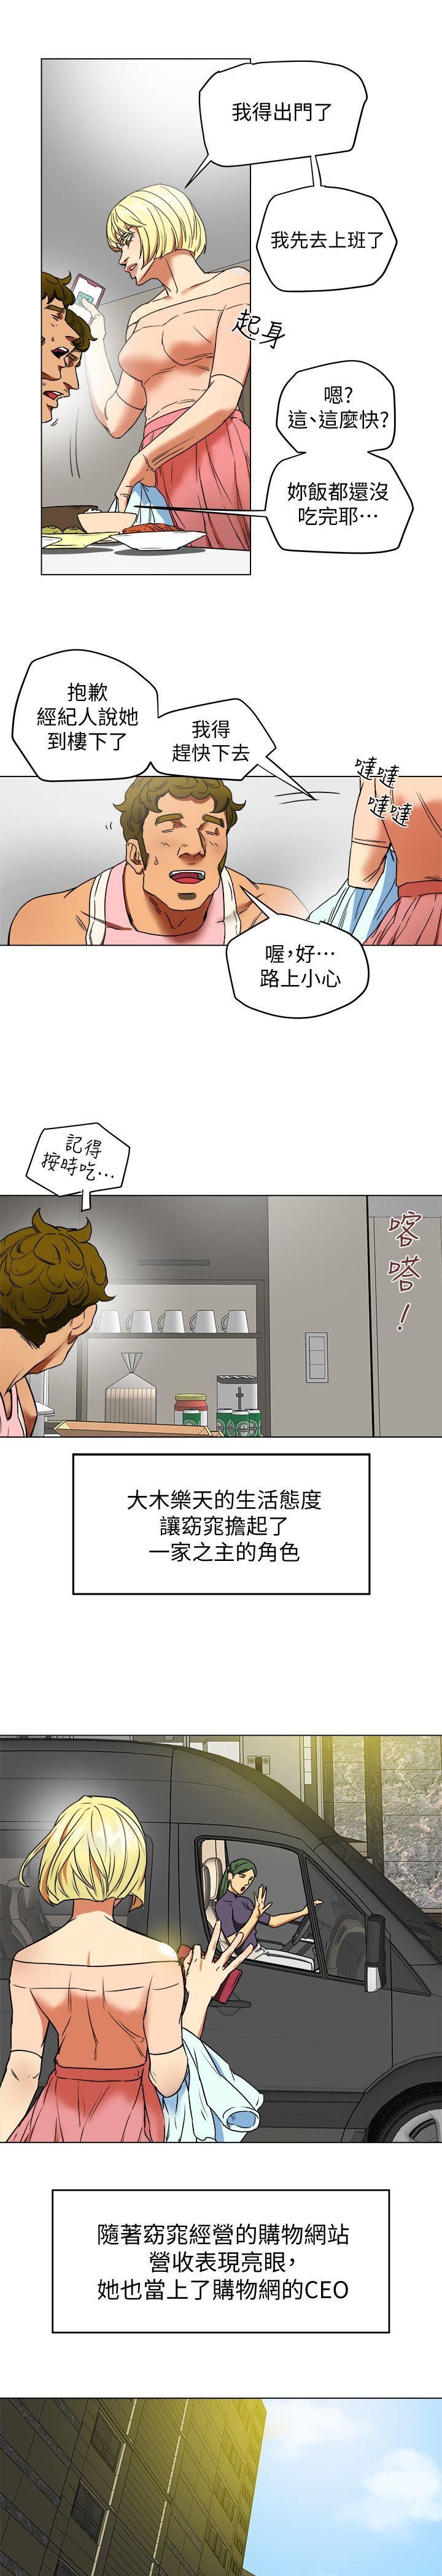 我得出門了
我先去上班了
起身
嗯?
這、這麼快?
妳飯都還沒
吃完耶…
抱歉
經紀人說她
到樓下了
我得
趕快下去
噠噠
噠噠
喔,好…
路上小心
記得
按時吃…
喀嗒!
大木樂天的生活態度
讓窈窕擔起了
一家之主的角色
隨著窈窕經營的購物網站
營收表現亮眼,
她也當上了購物網的CEO